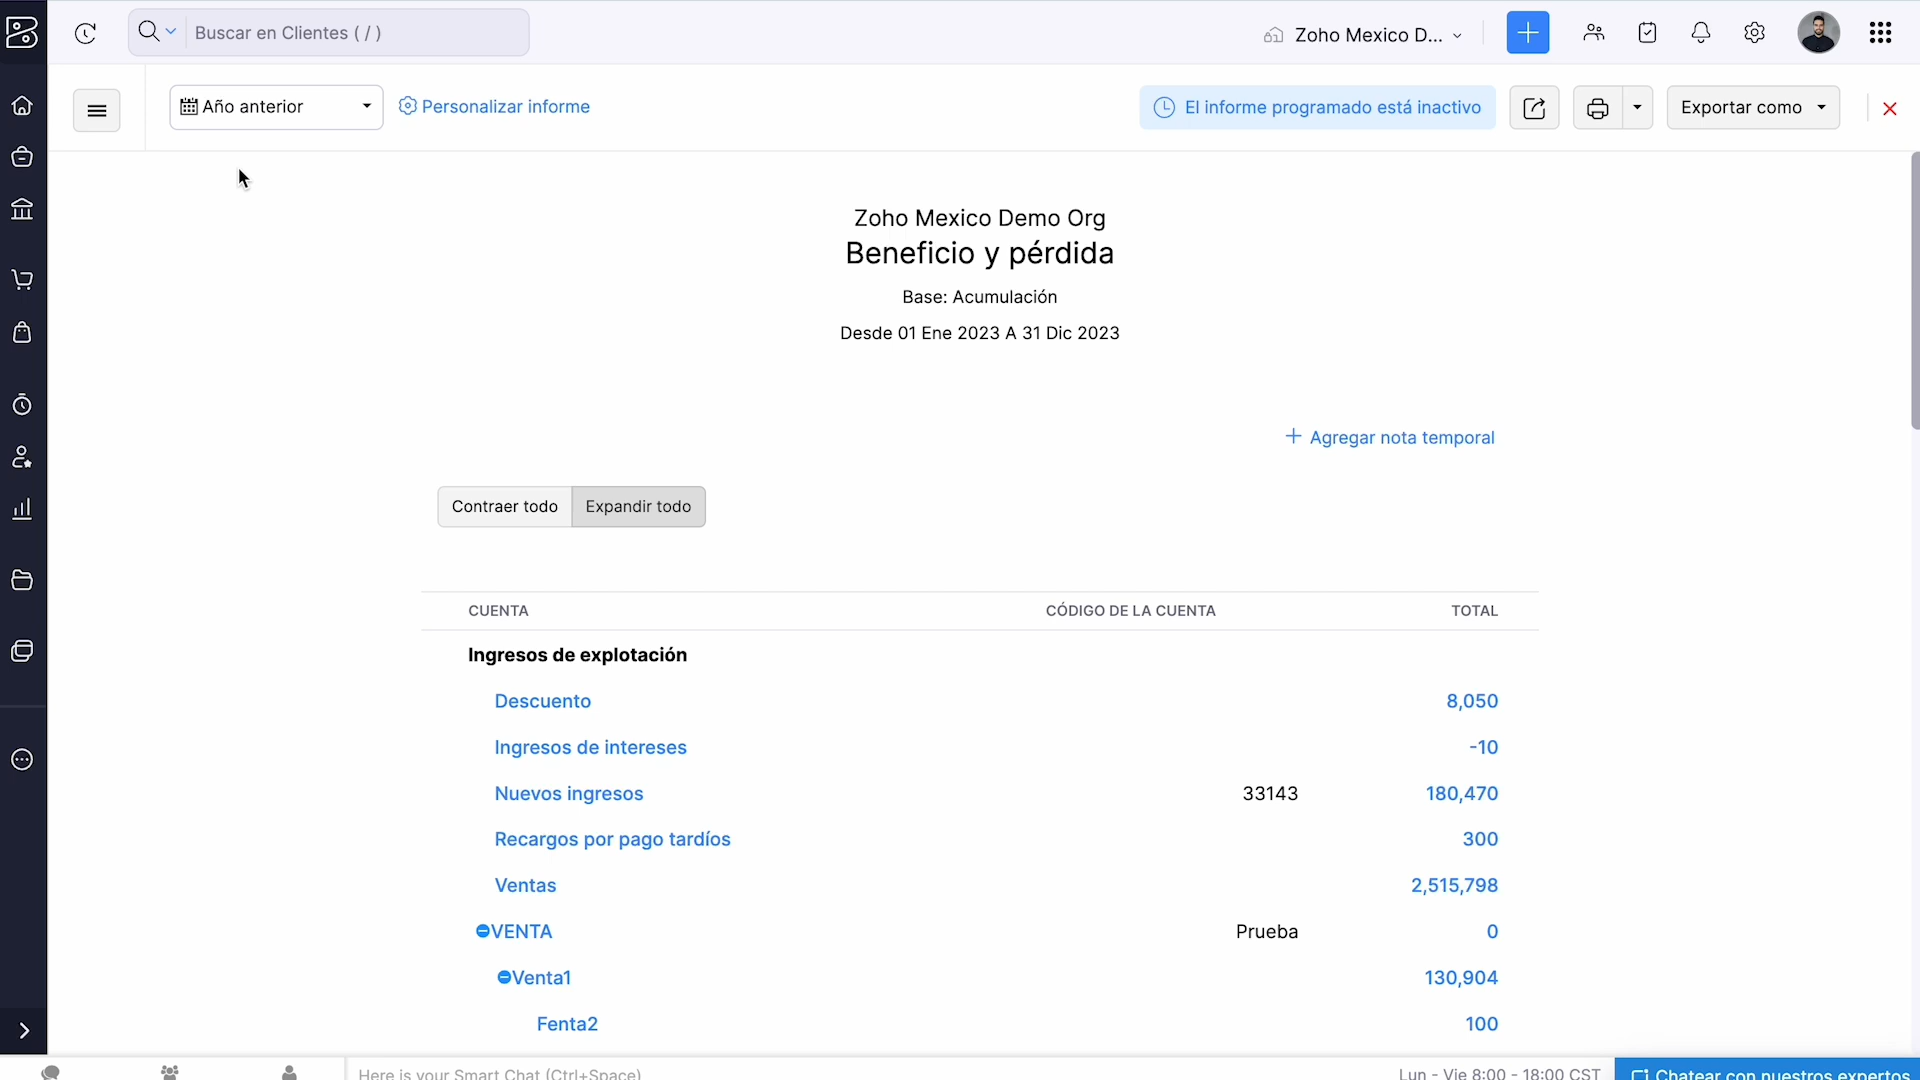 Buscar en Clientes ( / )
Zoho Mexico D...
Año anterior
Personalizar informe
El informe programado está inactivo
Exportar como
Zoho Mexico Demo Org
Beneficio y pérdida
Base: Acumulación
Desde 01 Ene 2023 A 31 Dic 2023
Agregar nota temporal
Contraer todo Expandir todo
CUENTA CÓDIGO DE LA CUENTA TOTAL
Ingresos de explotación
Descuento 8,050
Ingresos de intereses -10
Nuevos ingresos 33143 180,470
Recargos por pago tardíos 300
Ventas 2,515,798
VENTA Prueba 0
Venta1 130,904
Fenta2 100
Here is your Smart Chat (Ctrl+Space)
Lun - Vie 8:00 - 18:00 CST
Chatear con nuestros expertos